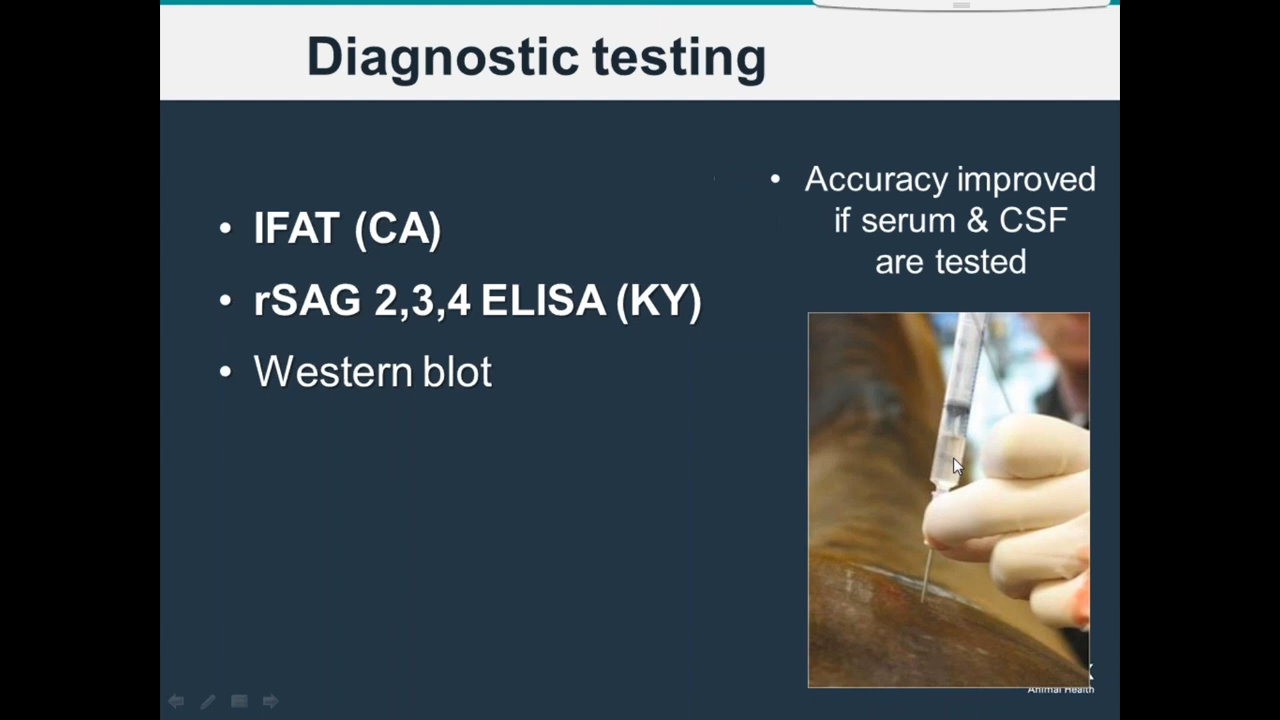 Diagnostic testing
• IFAT (CA)
• rSAG 2,3,4 ELISA (KY)
• Western blot
• Accuracy improved
if serum & CSF
are tested
Animal Health